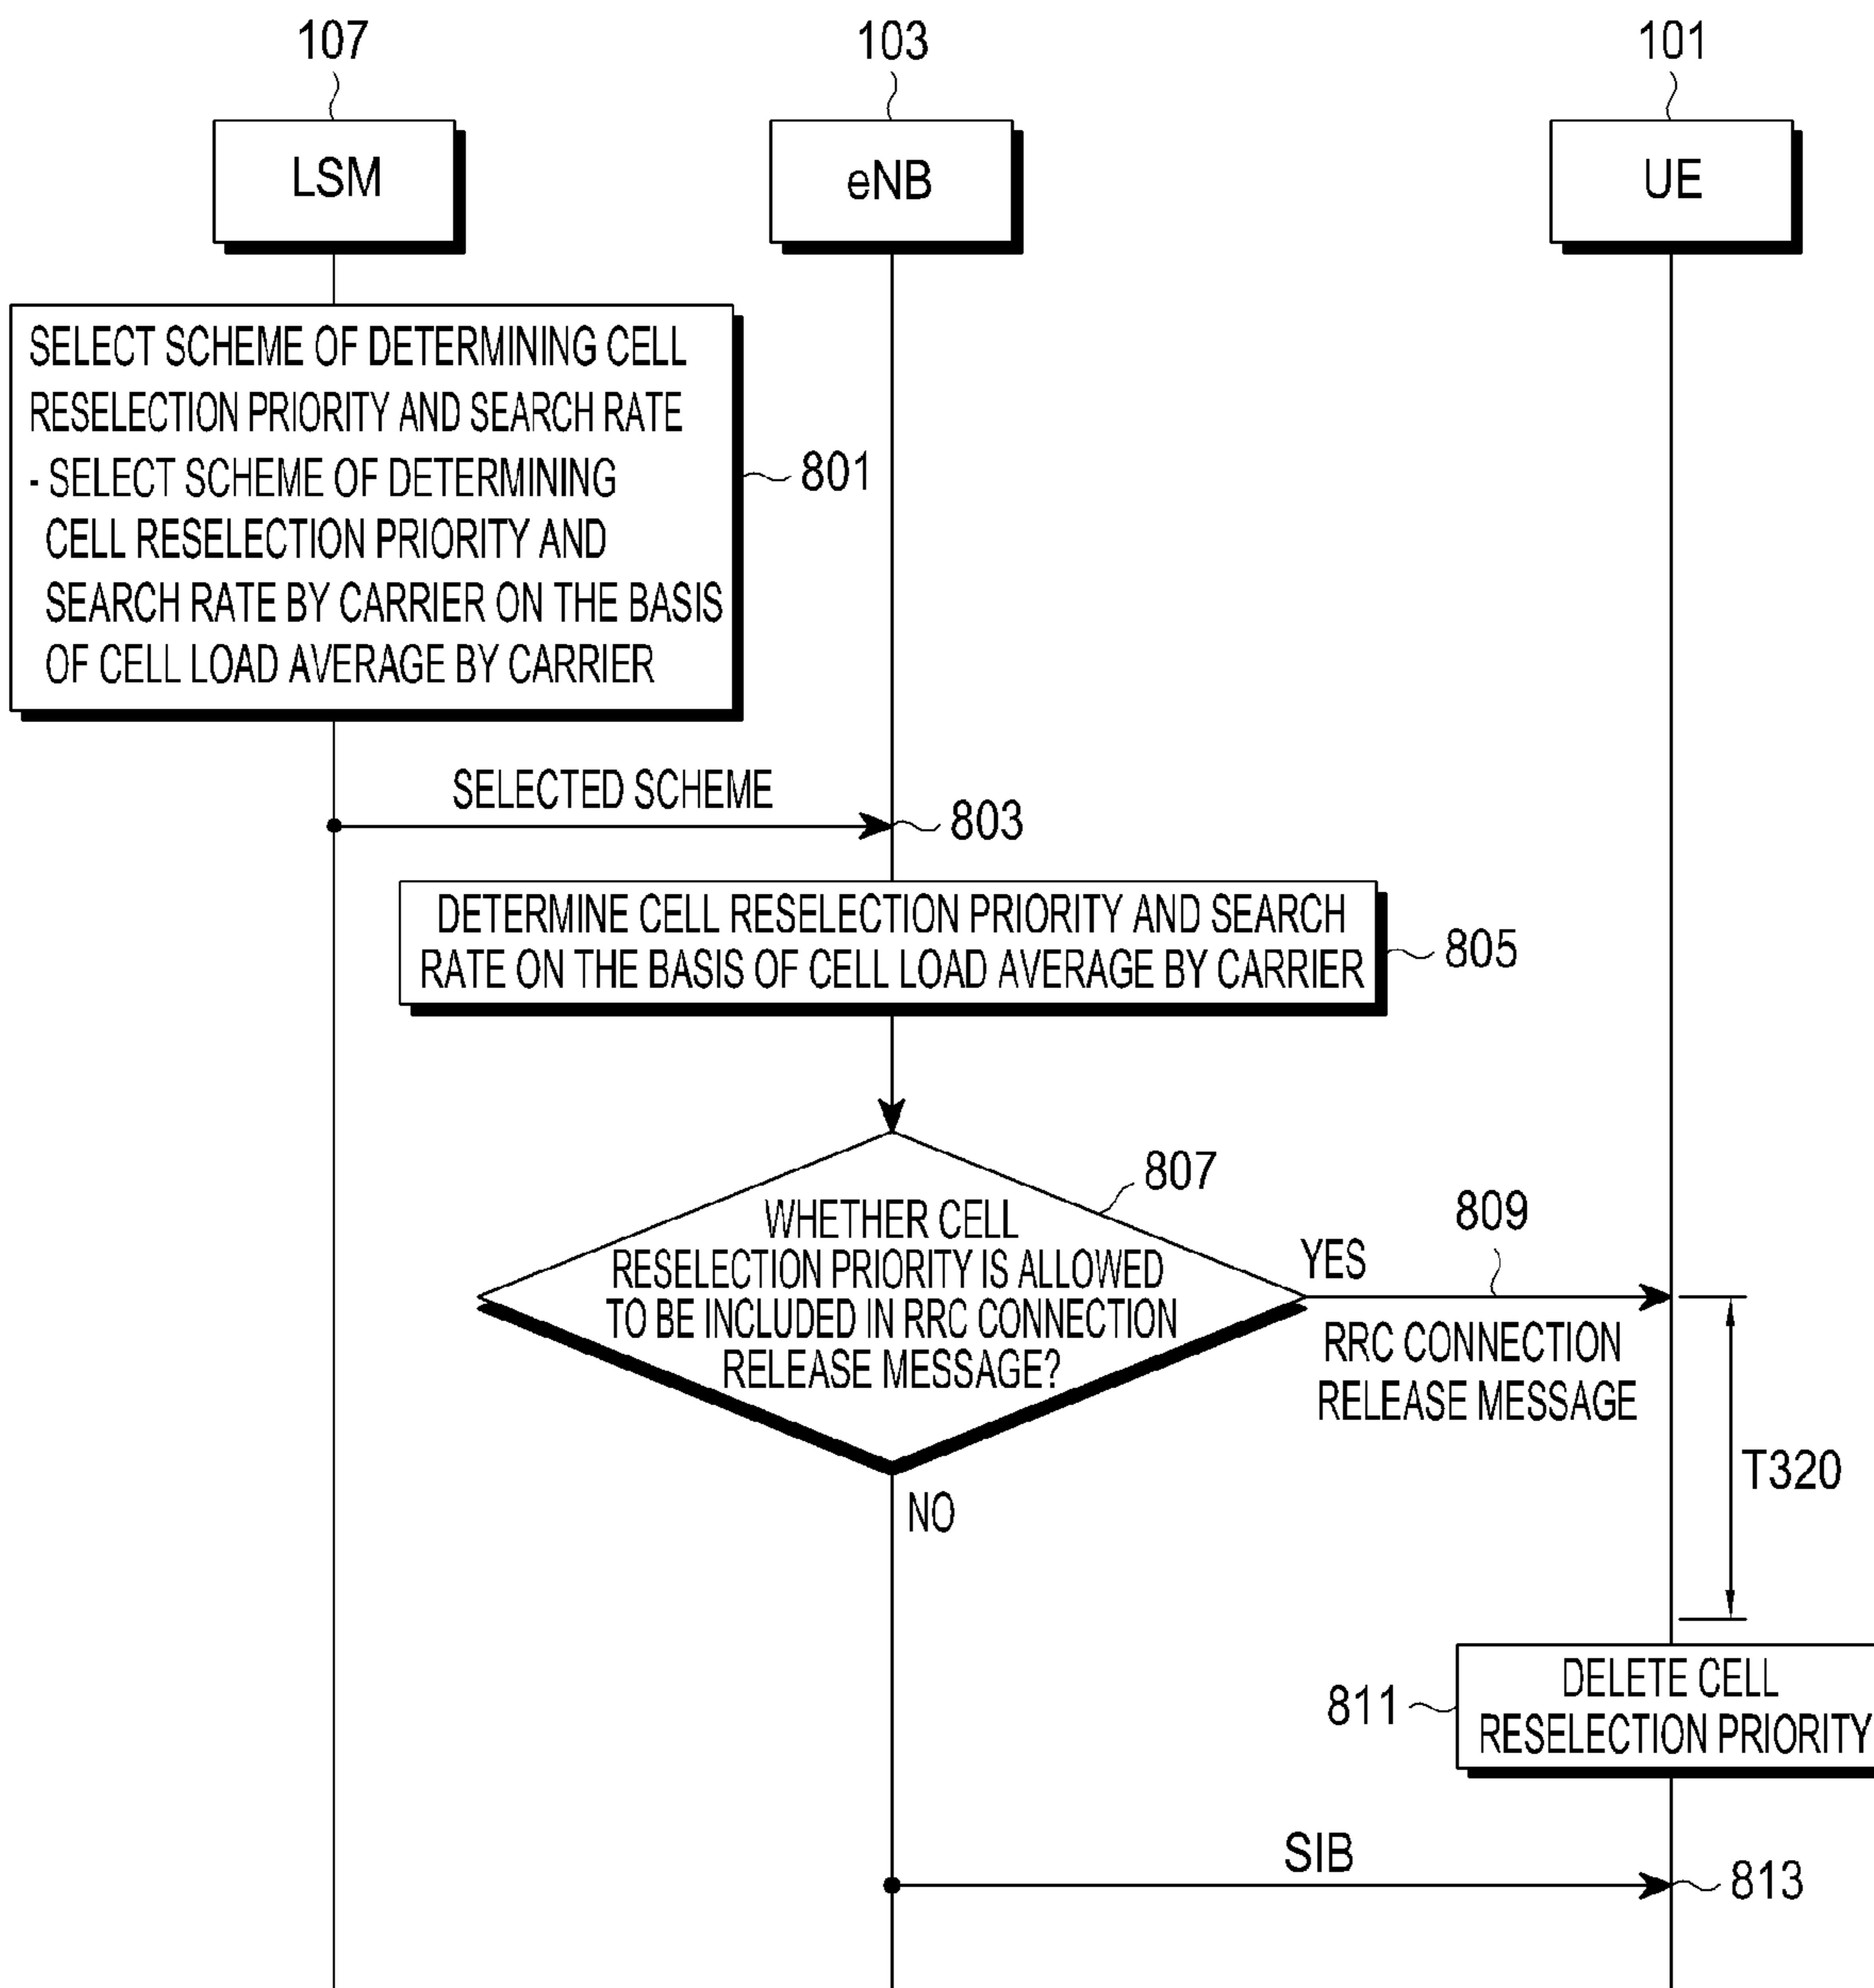 107
103
101
LSM
eNB
UE
SELECT SCHEME OF DETERMINING CELL
RESELECTION PRIORITY AND SEARCH RATE
- SELECT SCHEME OF DETERMINING
CELL RESELECTION PRIORITY AND
SEARCH RATE BY CARRIER ON THE BASIS
OF CELL LOAD AVERAGE BY CARRIER
801
SELECTED SCHEME
803
DETERMINE CELL RESELECTION PRIORITY AND SEARCH
RATE ON THE BASIS OF CELL LOAD AVERAGE BY CARRIER
805
807
WHETHER CELL
RESELECTION PRIORITY IS ALLOWED
TO BE INCLUDED IN RRC CONNECTION
RELEASE MESSAGE?
YES
809
RRC CONNECTION
RELEASE MESSAGE
T320
NO
811
DELETE CELL
RESELECTION PRIORITY
SIB
813